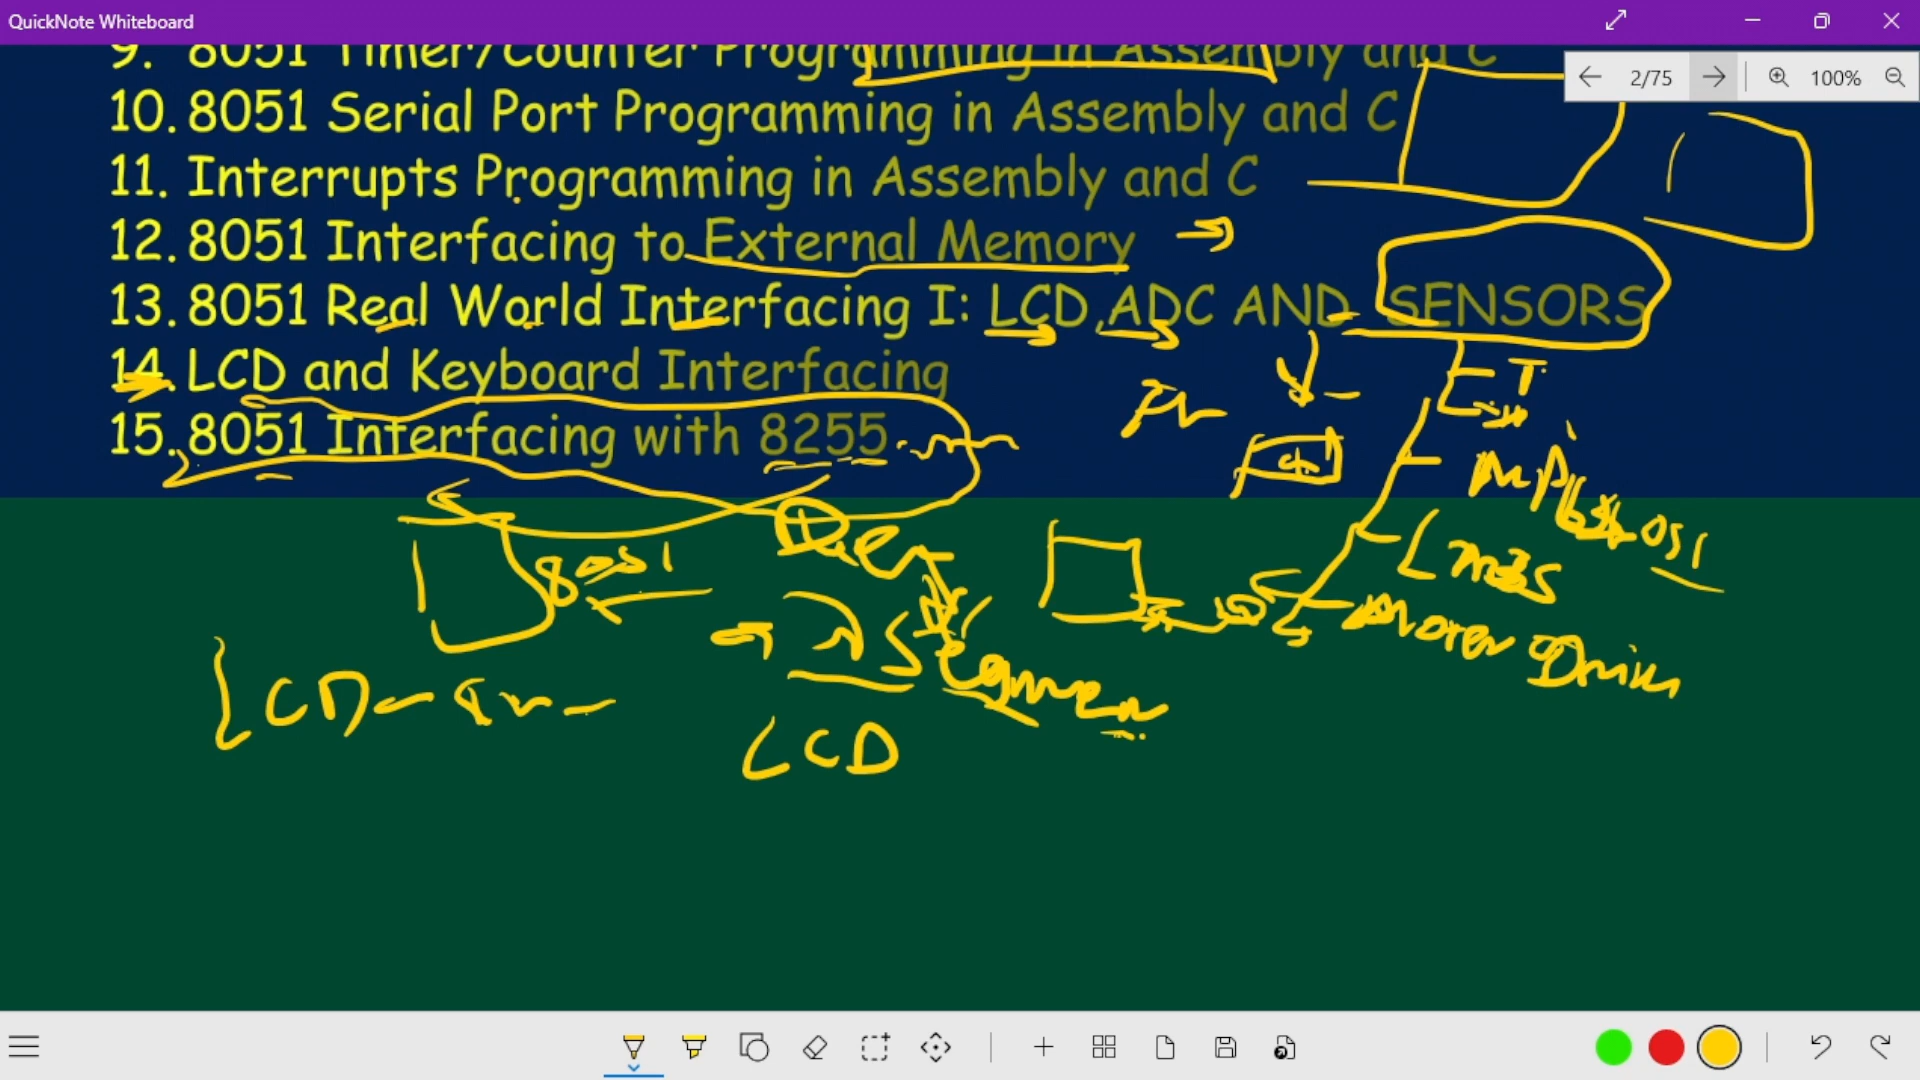 QuickNote Whiteboard
2/75
100%
9. 8051 Timer/Counter Programming in Assembly and C
10. 8051 Serial Port Programming in Assembly and C
11. Interrupts Programming in Assembly and C
12. 8051 Interfacing to External Memory
13. 8051 Real World Interfacing I: LCD,ADC AND SENSORS
14. LCD and Keyboard Interfacing
15. 8051 Interfacing with 8255
T
8051
Segmen
LCD
LCD